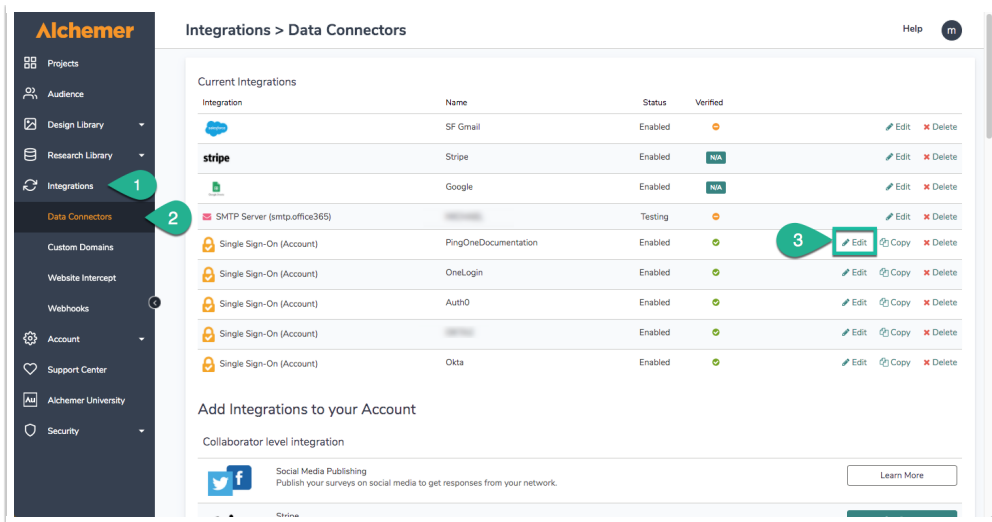 Alchemer
Integrations > Data Connectors
Help
m
Projects
Audience
Design Library
Research Library
Integrations
1
Data Connectors
2
Custom Domains
Website Intercept
Webhooks
Account
Support Center
Au Alchemer University
Security
Current Integrations
Integration Name Status Verified
SF Gmail Enabled Edit Delete
stripe Stripe Enabled N/A Edit Delete
Google Enabled N/A Edit Delete
SMTP Server (smtp.office365) Testing Edit Delete
Single Sign-On (Account) PingOneDocumentation Enabled 3 Edit Copy Delete
Single Sign-On (Account) OneLogin Enabled Edit Copy Delete
Single Sign-On (Account) Auth0 Enabled Edit Copy Delete
Single Sign-On (Account) Enabled Edit Copy Delete
Single Sign-On (Account) Okta Enabled Edit Copy Delete
Add Integrations to your Account
Collaborator level integration
Social Media Publishing
Publish your surveys on social media to get responses from your network.
Learn More
Stripe